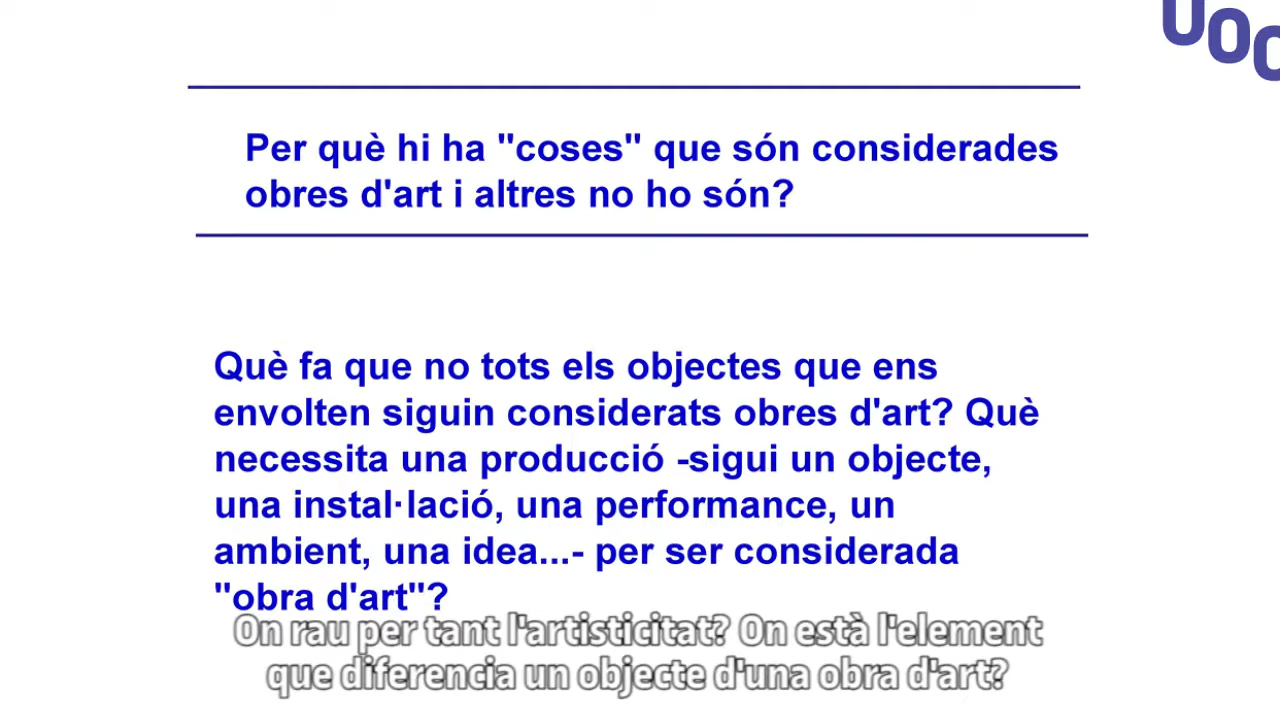 UOC
Per què hi ha "coses" que són considerades
obres d'art i altres no ho són?
Què fa que no tots els objectes que ens
envolten siguin considerats obres d'art? Què
necessita una producció -sigui un objecte,
una instal·lació, una performance, un
ambient, una idea...- per ser considerada
"obra d'art"?
On rau per tant l'artisticitat? On està l'element
que diferencia un objecte d'una obra d'art?